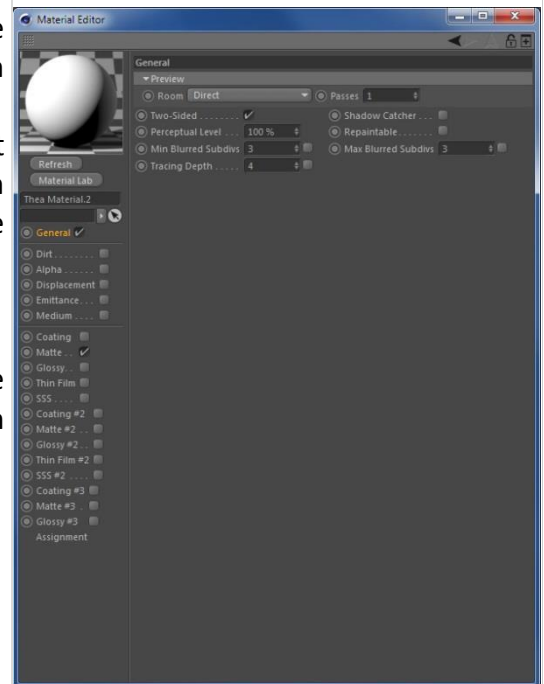 e
n
t
n
e
e
n
Material Editor
General
Preview
Room Direct Passes 1
Two-Sided........ Shadow Catcher...
Perceptual Level... 100 % Repaintable.......
Min Blurred Subdivs 3 Max Blurred Subdivs 3
Tracing Depth..... 4
Refresh
Material Lab
Thea Material.2
General
Dirt........
Alpha......
Displacement
Emittance...
Medium....
Coating
Matte..
Glossy..
Thin Film
SSS....
Coating #2
Matte #2..
Glossy #2..
Thin Film #2
SSS #2....
Coating #3
Matte #3.
Glossy #3
Assignment